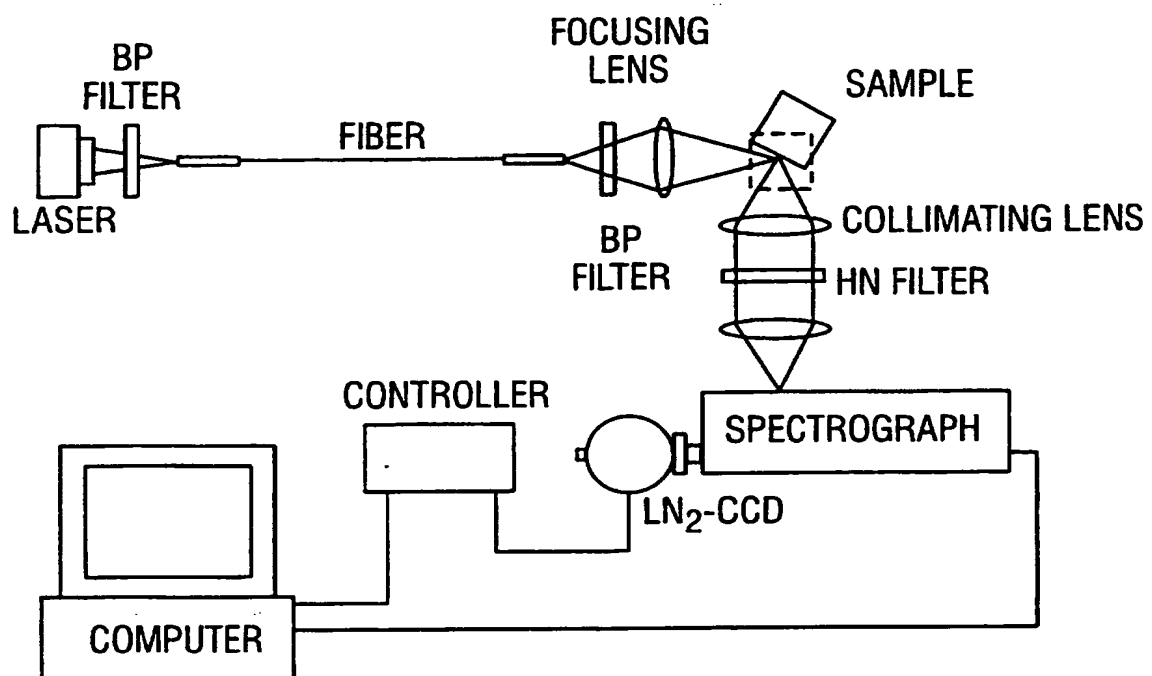 FOCUSING
LENS
BP
FILTER
SAMPLE
FIBER
LASER
COLLIMATING LENS
BP
FILTER
HN FILTER
CONTROLLER
SPECTROGRAPH
LN₂-CCD
COMPUTER